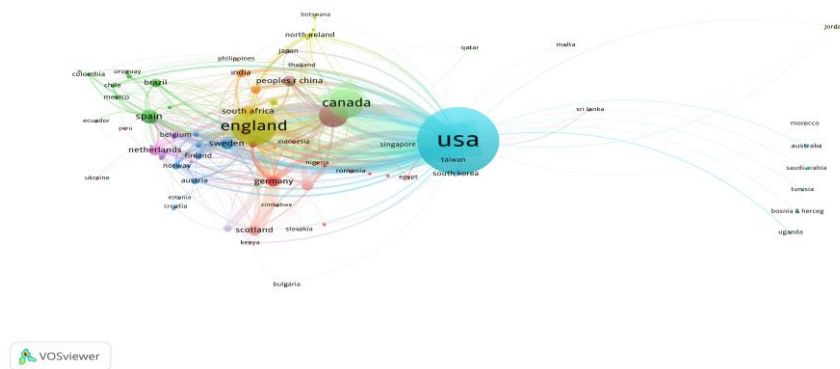 botswana
jorda
north ireland
qatar
malta
japan
philippines
thailand
colombia
uruguay
india
peoples r china
chile
brazil
mexico
canada
sri lanka
south africa
ecuador
spain
peru
england
morocco
belgium
usa
netherlands
sweden
indonesia
singapore
australia
finland
taiwan
norway
nigeria
romania
south korea
saudi arabia
ukraine
austria
germany
egypt
tunisia
estonia
croatia
zimbabwe
bosnia & herceg
scotland
slovakia
uganda
kenya
bulgaria
VOSviewer